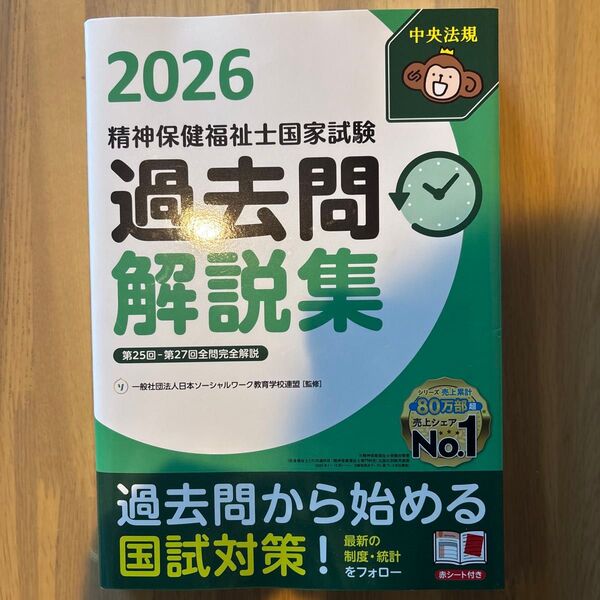 中央法規
2026
精神保健福祉士国家試験
過去問
解説集
第25回-第27回全問完全解説
一般社団法人日本ソーシャルワーク教育学校連盟[監修]
シリーズ売上累計
80万部超
売上シェア
No.1
過去問から始める
国試対策!
最新の
制度・統計
をフォロー
赤シート付き